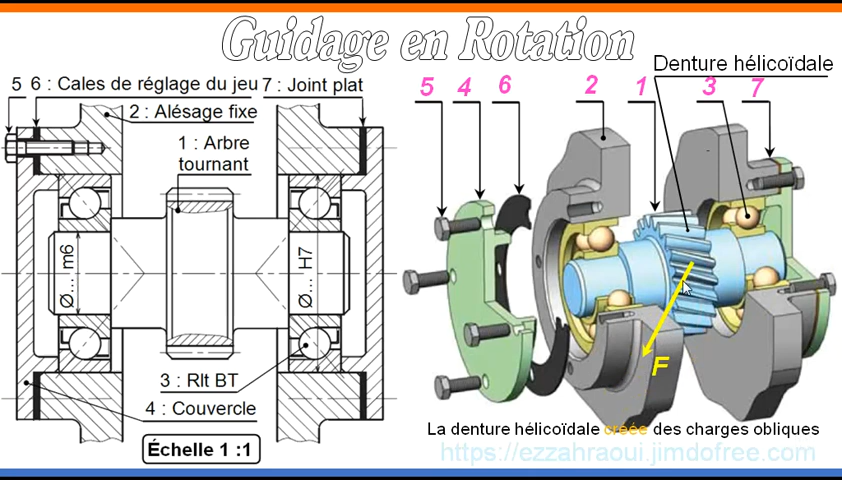 Guidage en Rotation
5 6 : Cales de réglage du jeu 7 : Joint plat
2 : Alésage fixe
1 : Arbre
tournant
Ø... m6
Ø... H7
3 : Rlt BT
4 : Couvercle
Échelle 1 :1
Denture hélicoïdale
5 4 6 2 1 3 7
F
La denture hélicoïdale créée des charges obliques
https://ezzahraoui.jimdofree.com